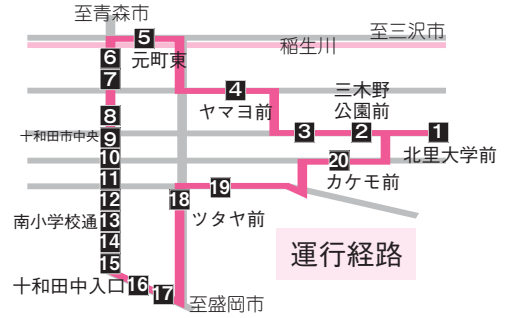 至青森市
至三沢市
稲生川
5
元町東
6
7
4
ヤマヨ前
三木野
公園前
8
十和田市中央
9
3
2
1
北里大学前
10
20
カケモ前
11
19
12
18
ツタヤ前
南小学校通
13
14
運行経路
15
十和田中入口
16
17
至盛岡市